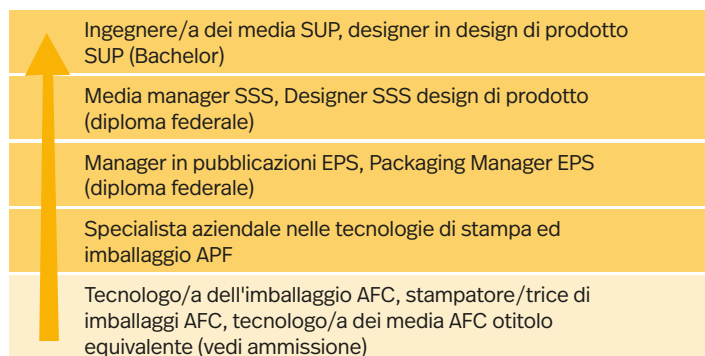 Ingegnere/a dei media SUP, designer in design di prodotto
SUP (Bachelor)
Media manager SSS, Designer SSS design di prodotto
(diploma federale)
Manager in pubblicazioni EPS, Packaging Manager EPS
(diploma federale)
Specialista aziendale nelle tecnologie di stampa ed
imballaggio APF
Tecnologo/a dell'imballaggio AFC, stampatore/trice di
imballaggi AFC, tecnologo/a dei media AFC otitolo
equivalente (vedi ammissione)